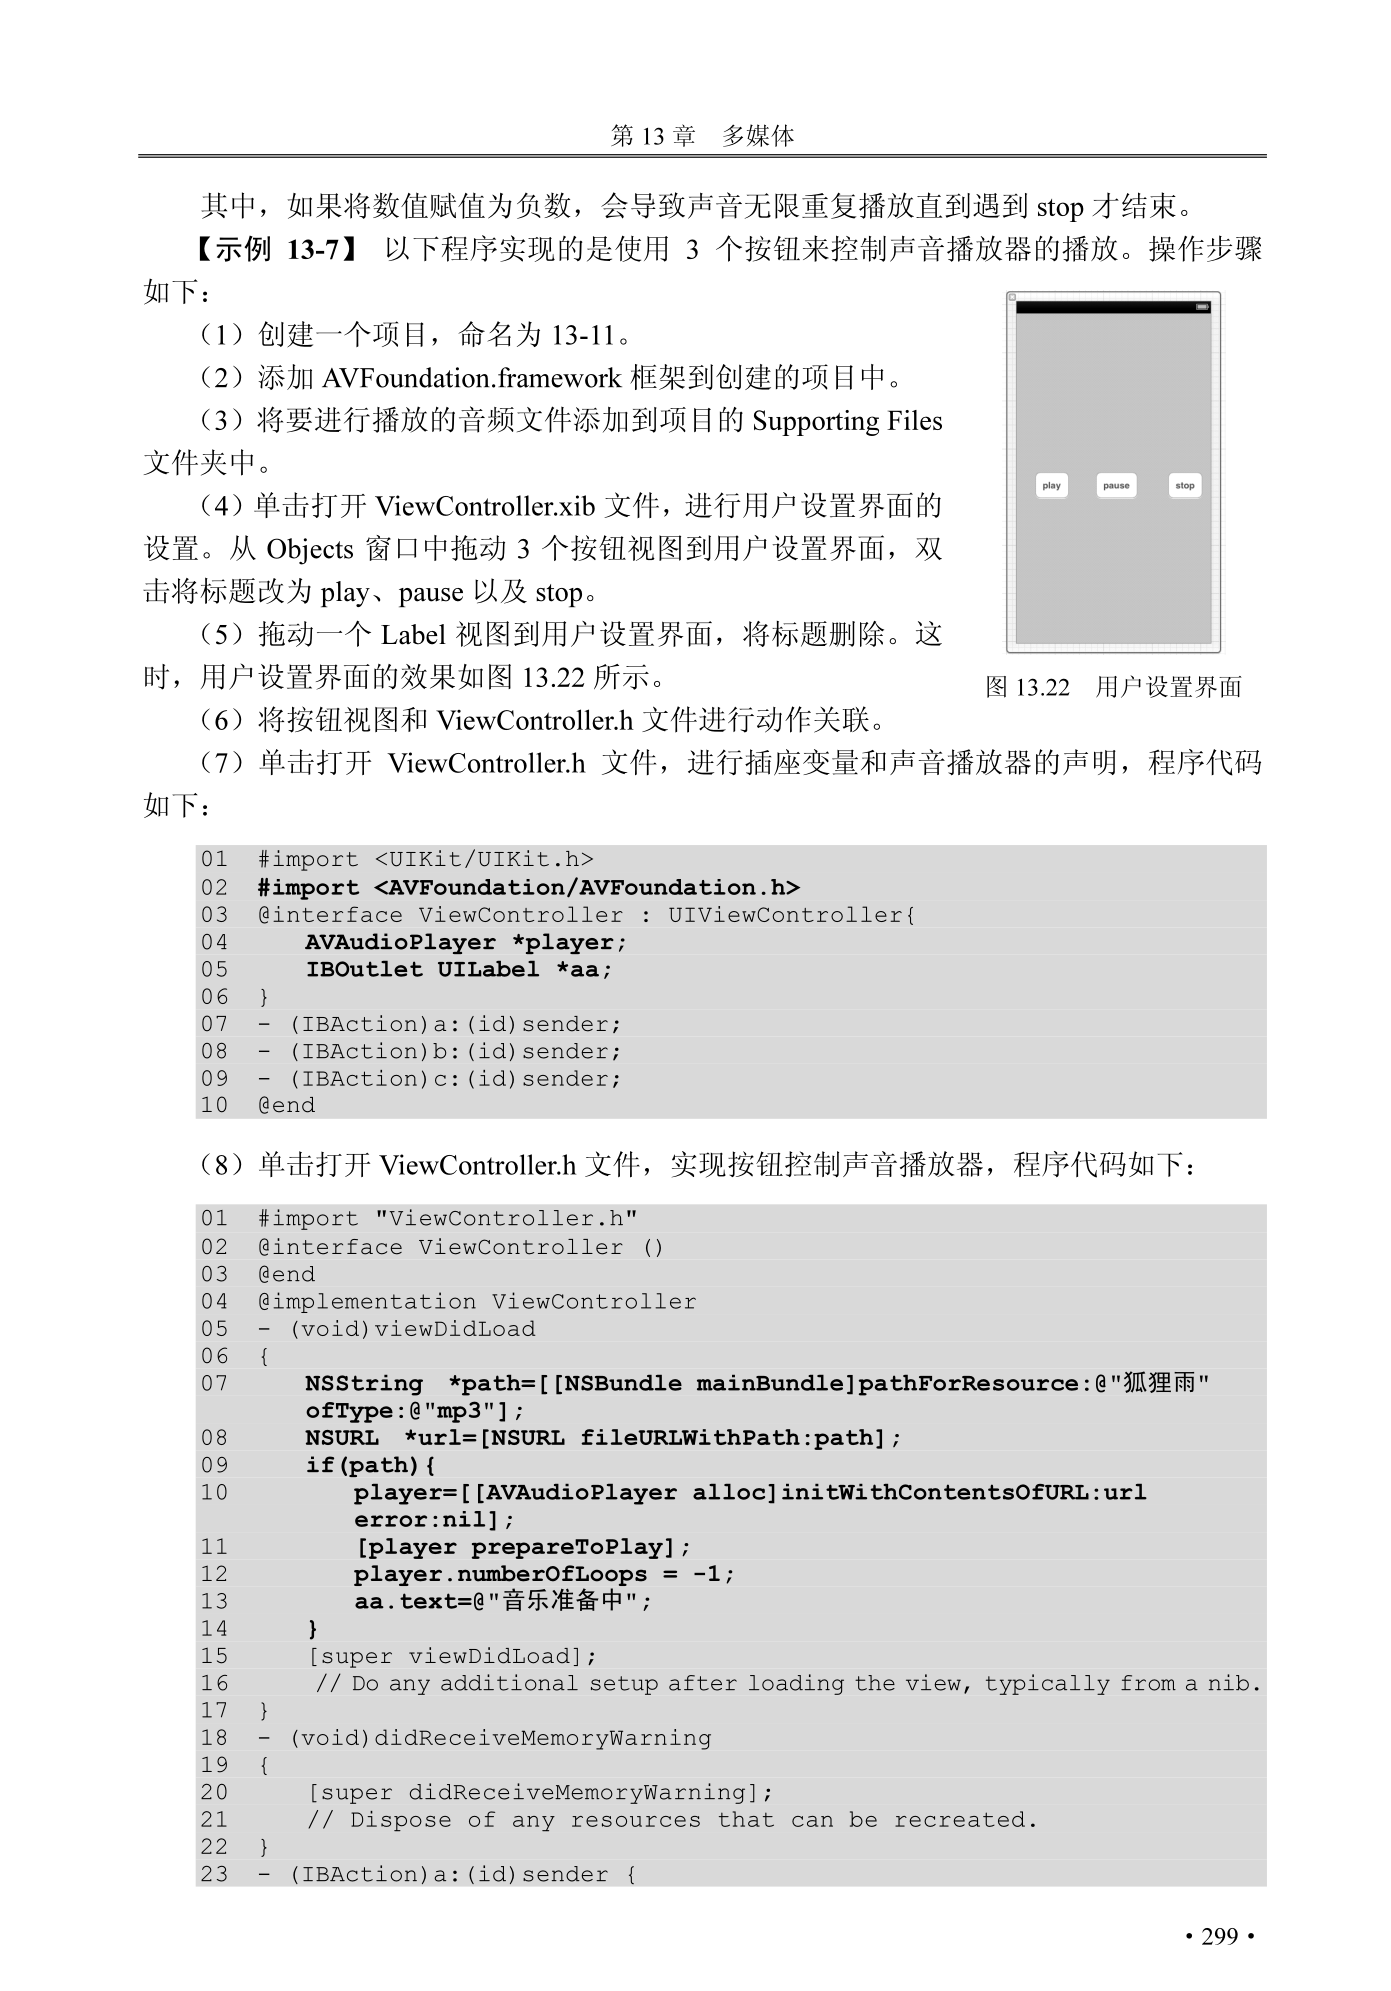 第 13 章　多媒体
其中，如果将数值赋值为负数，会导致声音无限重复播放直到遇到 stop 才结束。
【示例 13-7】 以下程序实现的是使用 3 个按钮来控制声音播放器的播放。操作步骤
如下：
（1）创建一个项目，命名为 13-11。
（2）添加 AVFoundation.framework 框架到创建的项目中。
（3）将要进行播放的音频文件添加到项目的 Supporting Files
文件夹中。
（4）单击打开 ViewController.xib 文件，进行用户设置界面的
设置。从 Objects 窗口中拖动 3 个按钮视图到用户设置界面，双
击将标题改为 play、pause 以及 stop。
（5）拖动一个 Label 视图到用户设置界面，将标题删除。这
时，用户设置界面的效果如图 13.22 所示。
play pause stop
图 13.22　用户设置界面
（6）将按钮视图和 ViewController.h 文件进行动作关联。
（7）单击打开 ViewController.h 文件，进行插座变量和声音播放器的声明，程序代码
如下：
01 #import <UIKit/UIKit.h>
02 #import <AVFoundation/AVFoundation.h>
03 @interface ViewController : UIViewController{
04 AVAudioPlayer *player;
05 IBOutlet UILabel *aa;
06 }
07 - (IBAction)a:(id)sender;
08 - (IBAction)b:(id)sender;
09 - (IBAction)c:(id)sender;
10 @end
（8）单击打开 ViewController.h 文件，实现按钮控制声音播放器，程序代码如下：
01 #import "ViewController.h"
02 @interface ViewController ()
03 @end
04 @implementation ViewController
05 - (void)viewDidLoad
06 {
07 NSString *path=[[NSBundle mainBundle]pathForResource:@"狐狸雨"
ofType:@"mp3"];
08 NSURL *url=[NSURL fileURLWithPath:path];
09 if(path){
10 player=[[AVAudioPlayer alloc]initWithContentsOfURL:url
error:nil];
11 [player prepareToPlay];
12 player.numberOfLoops = -1;
13 aa.text=@"音乐准备中";
14 }
15 [super viewDidLoad];
16 // Do any additional setup after loading the view, typically from a nib.
17 }
18 - (void)didReceiveMemoryWarning
19 {
20 [super didReceiveMemoryWarning];
21 // Dispose of any resources that can be recreated.
22 }
23 - (IBAction)a:(id)sender {
• 299 •